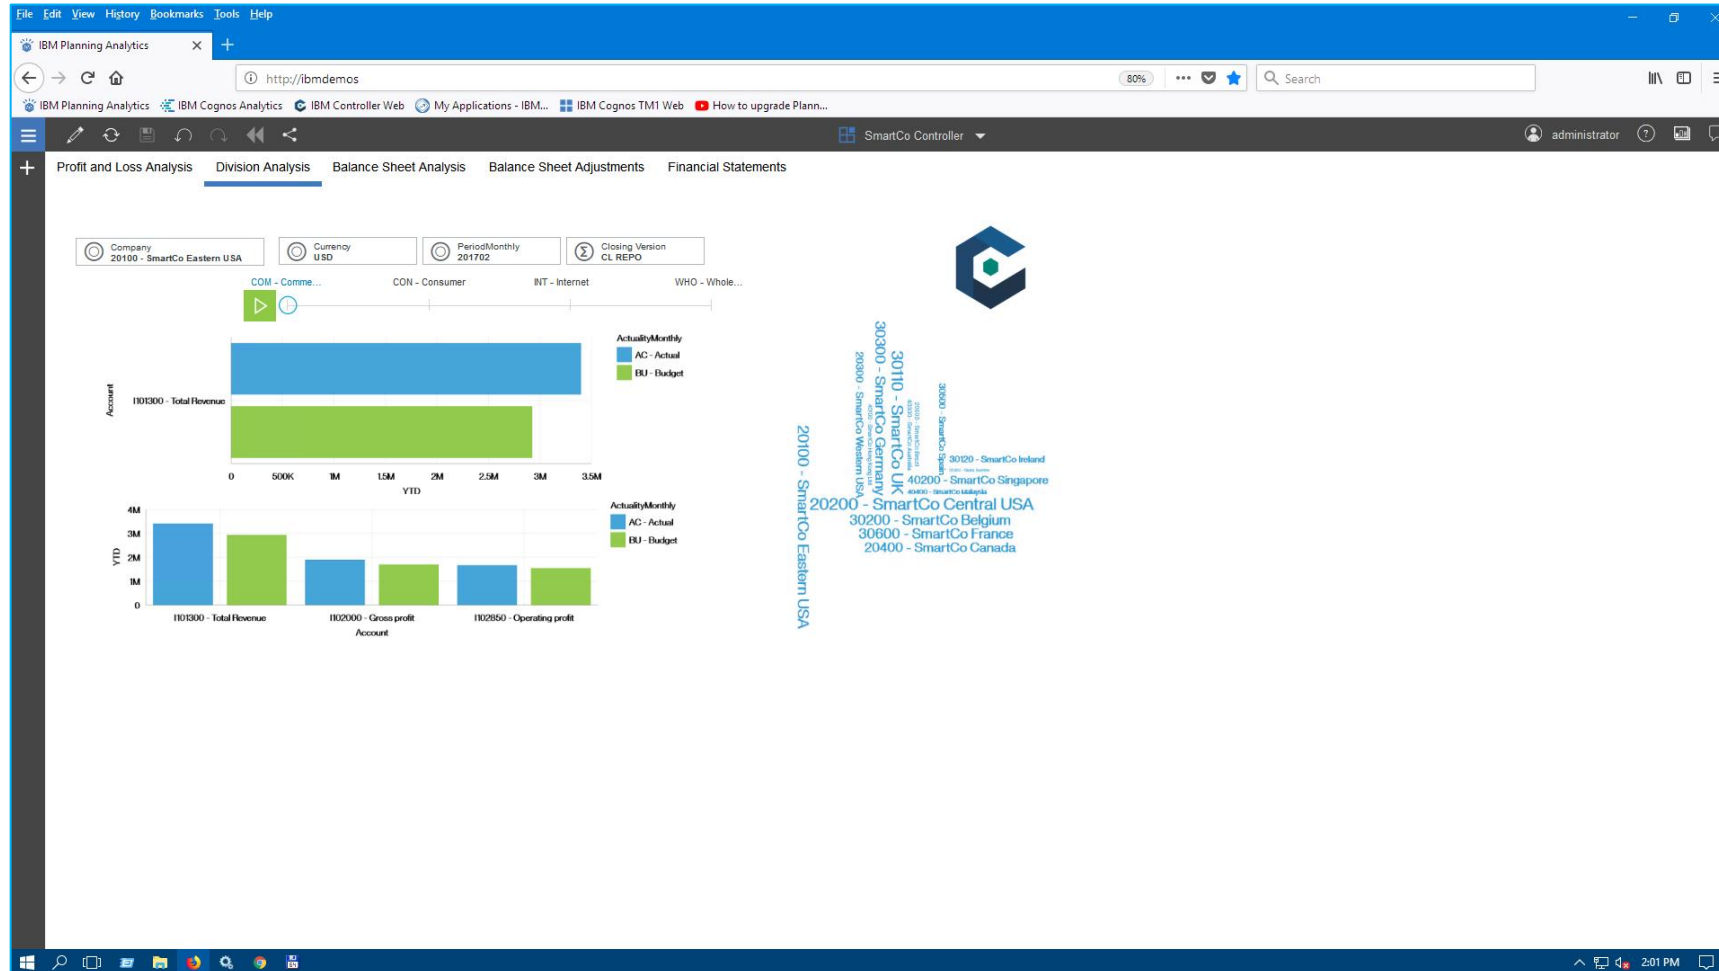 File Edit View History Bookmarks Tools Help
IBM Planning Analytics
http://ibmdemos
80%
Search
IBM Planning Analytics
IBM Cognos Analytics
IBM Controller Web
My Applications - IBM...
IBM Cognos TM1 Web
How to upgrade Plann...
SmartCo Controller
administrator
Profit and Loss Analysis
Division Analysis
Balance Sheet Analysis
Balance Sheet Adjustments
Financial Statements
Company
20100 - SmartCo Eastern USA
Currency
USD
PeriodMonthly
201702
Closing Version
CL REPO
COM - Comme...
CON - Consumer
INT - Internet
WHO - Whole...
ActualityMonthly
AC - Actual
BU - Budget
Account
I101300 - Total Revenue
0 500K 1M 1.5M 2M 2.5M 3M 3.5M
YTD
ActualityMonthly
AC - Actual
BU - Budget
YTD
4M
3M
2M
1M
0
I101300 - Total Revenue
I102000 - Gross profit
I102850 - Operating profit
Account
20100 - SmartCo Eastern USA
20300 - SmartCo Western USA
30300 - SmartCo Germany
30110 - SmartCo UK
30500 - SmartCo Spain
30120 - SmartCo Ireland
40200 - SmartCo Singapore
40400 - SmartCo Malaysia
20200 - SmartCo Central USA
30200 - SmartCo Belgium
30600 - SmartCo France
20400 - SmartCo Canada
2:01 PM